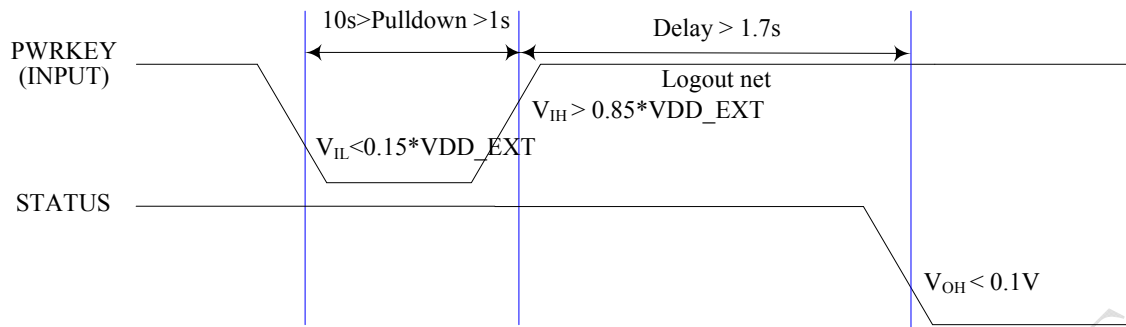 10s>Pulldown >1s
Delay > 1.7s
PWRKEY
(INPUT)
Logout net
VIH > 0.85*VDD_EXT
VIL<0.15*VDD_EXT
STATUS
VOH < 0.1V